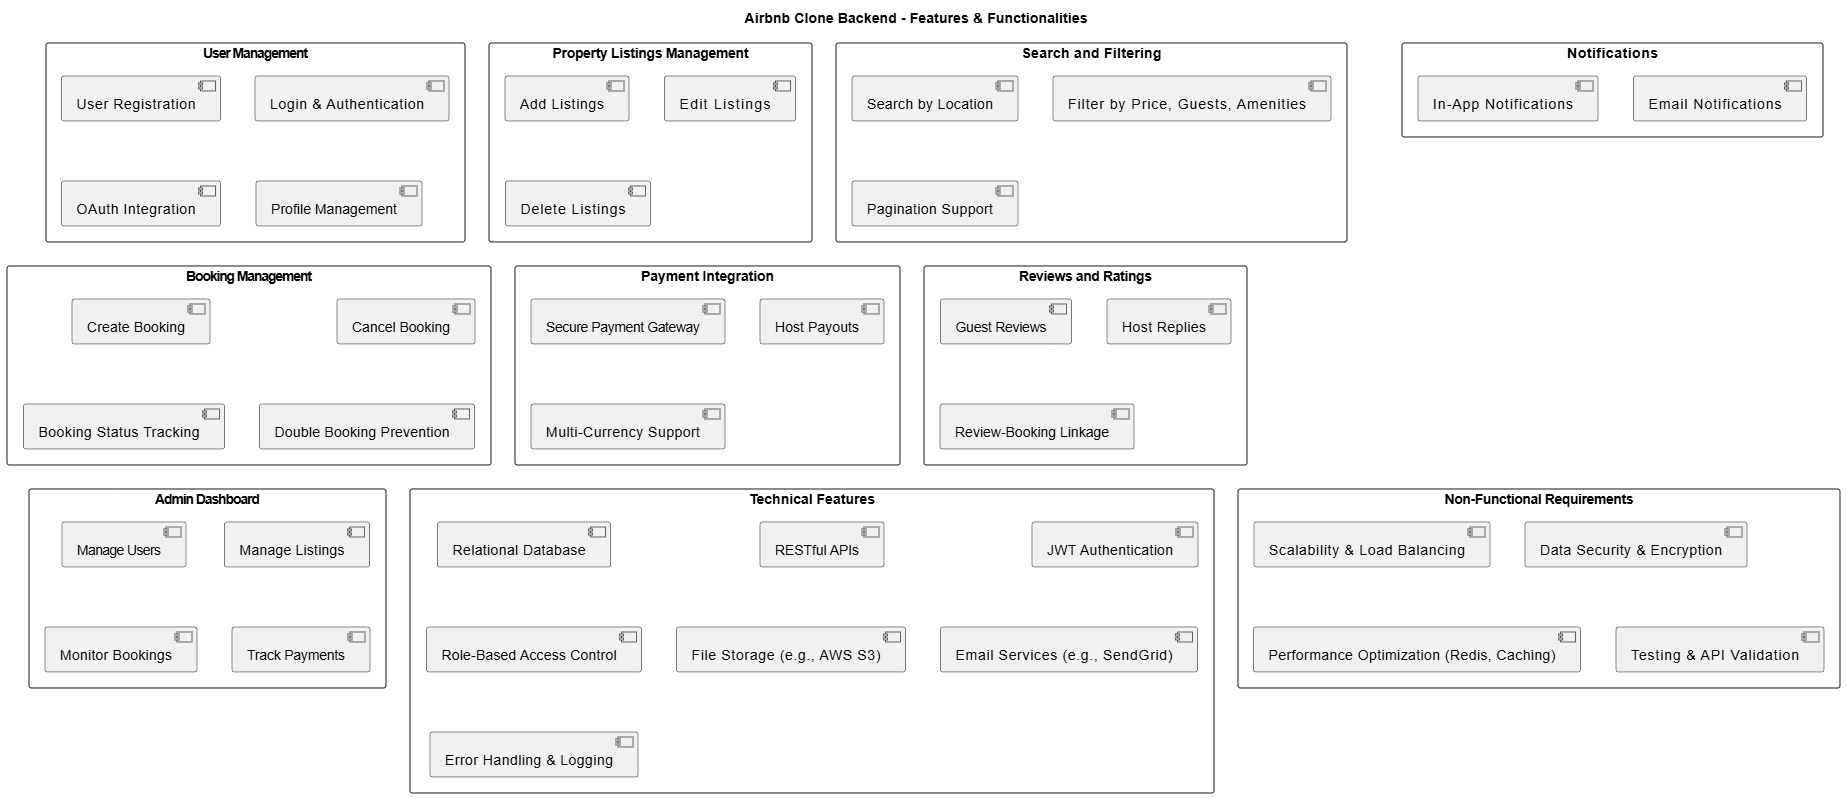 Airbnb Clone Backend - Features & Functionalities
User Management
User Registration
Login & Authentication
OAuth Integration
Profile Management
Property Listings Management
Add Listings
Edit Listings
Delete Listings
Search and Filtering
Search by Location
Filter by Price, Guests, Amenities
Pagination Support
Notifications
In-App Notifications
Email Notifications
Booking Management
Create Booking
Cancel Booking
Booking Status Tracking
Double Booking Prevention
Payment Integration
Secure Payment Gateway
Host Payouts
Multi-Currency Support
Reviews and Ratings
Guest Reviews
Host Replies
Review-Booking Linkage
Admin Dashboard
Manage Users
Manage Listings
Monitor Bookings
Track Payments
Technical Features
Relational Database
RESTful APIs
JWT Authentication
Role-Based Access Control
File Storage (e.g., AWS S3)
Email Services (e.g., SendGrid)
Error Handling & Logging
Non-Functional Requirements
Scalability & Load Balancing
Data Security & Encryption
Performance Optimization (Redis, Caching)
Testing & API Validation